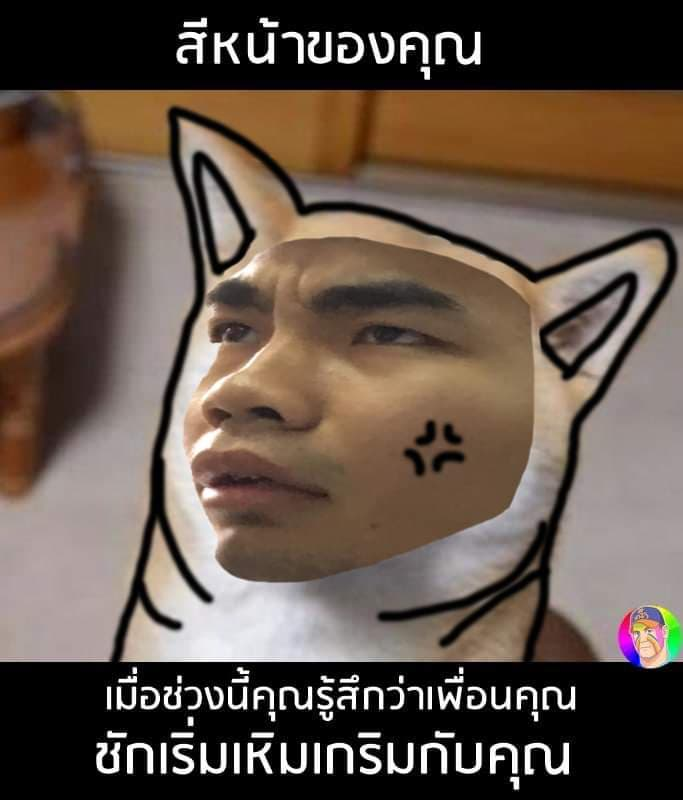 สีหน้าของคุณ
เมื่อช่วงนี้คุณรู้สึกว่าเพื่อนคุณ
ชักเริ่มเหิมเกริมกับคุณ